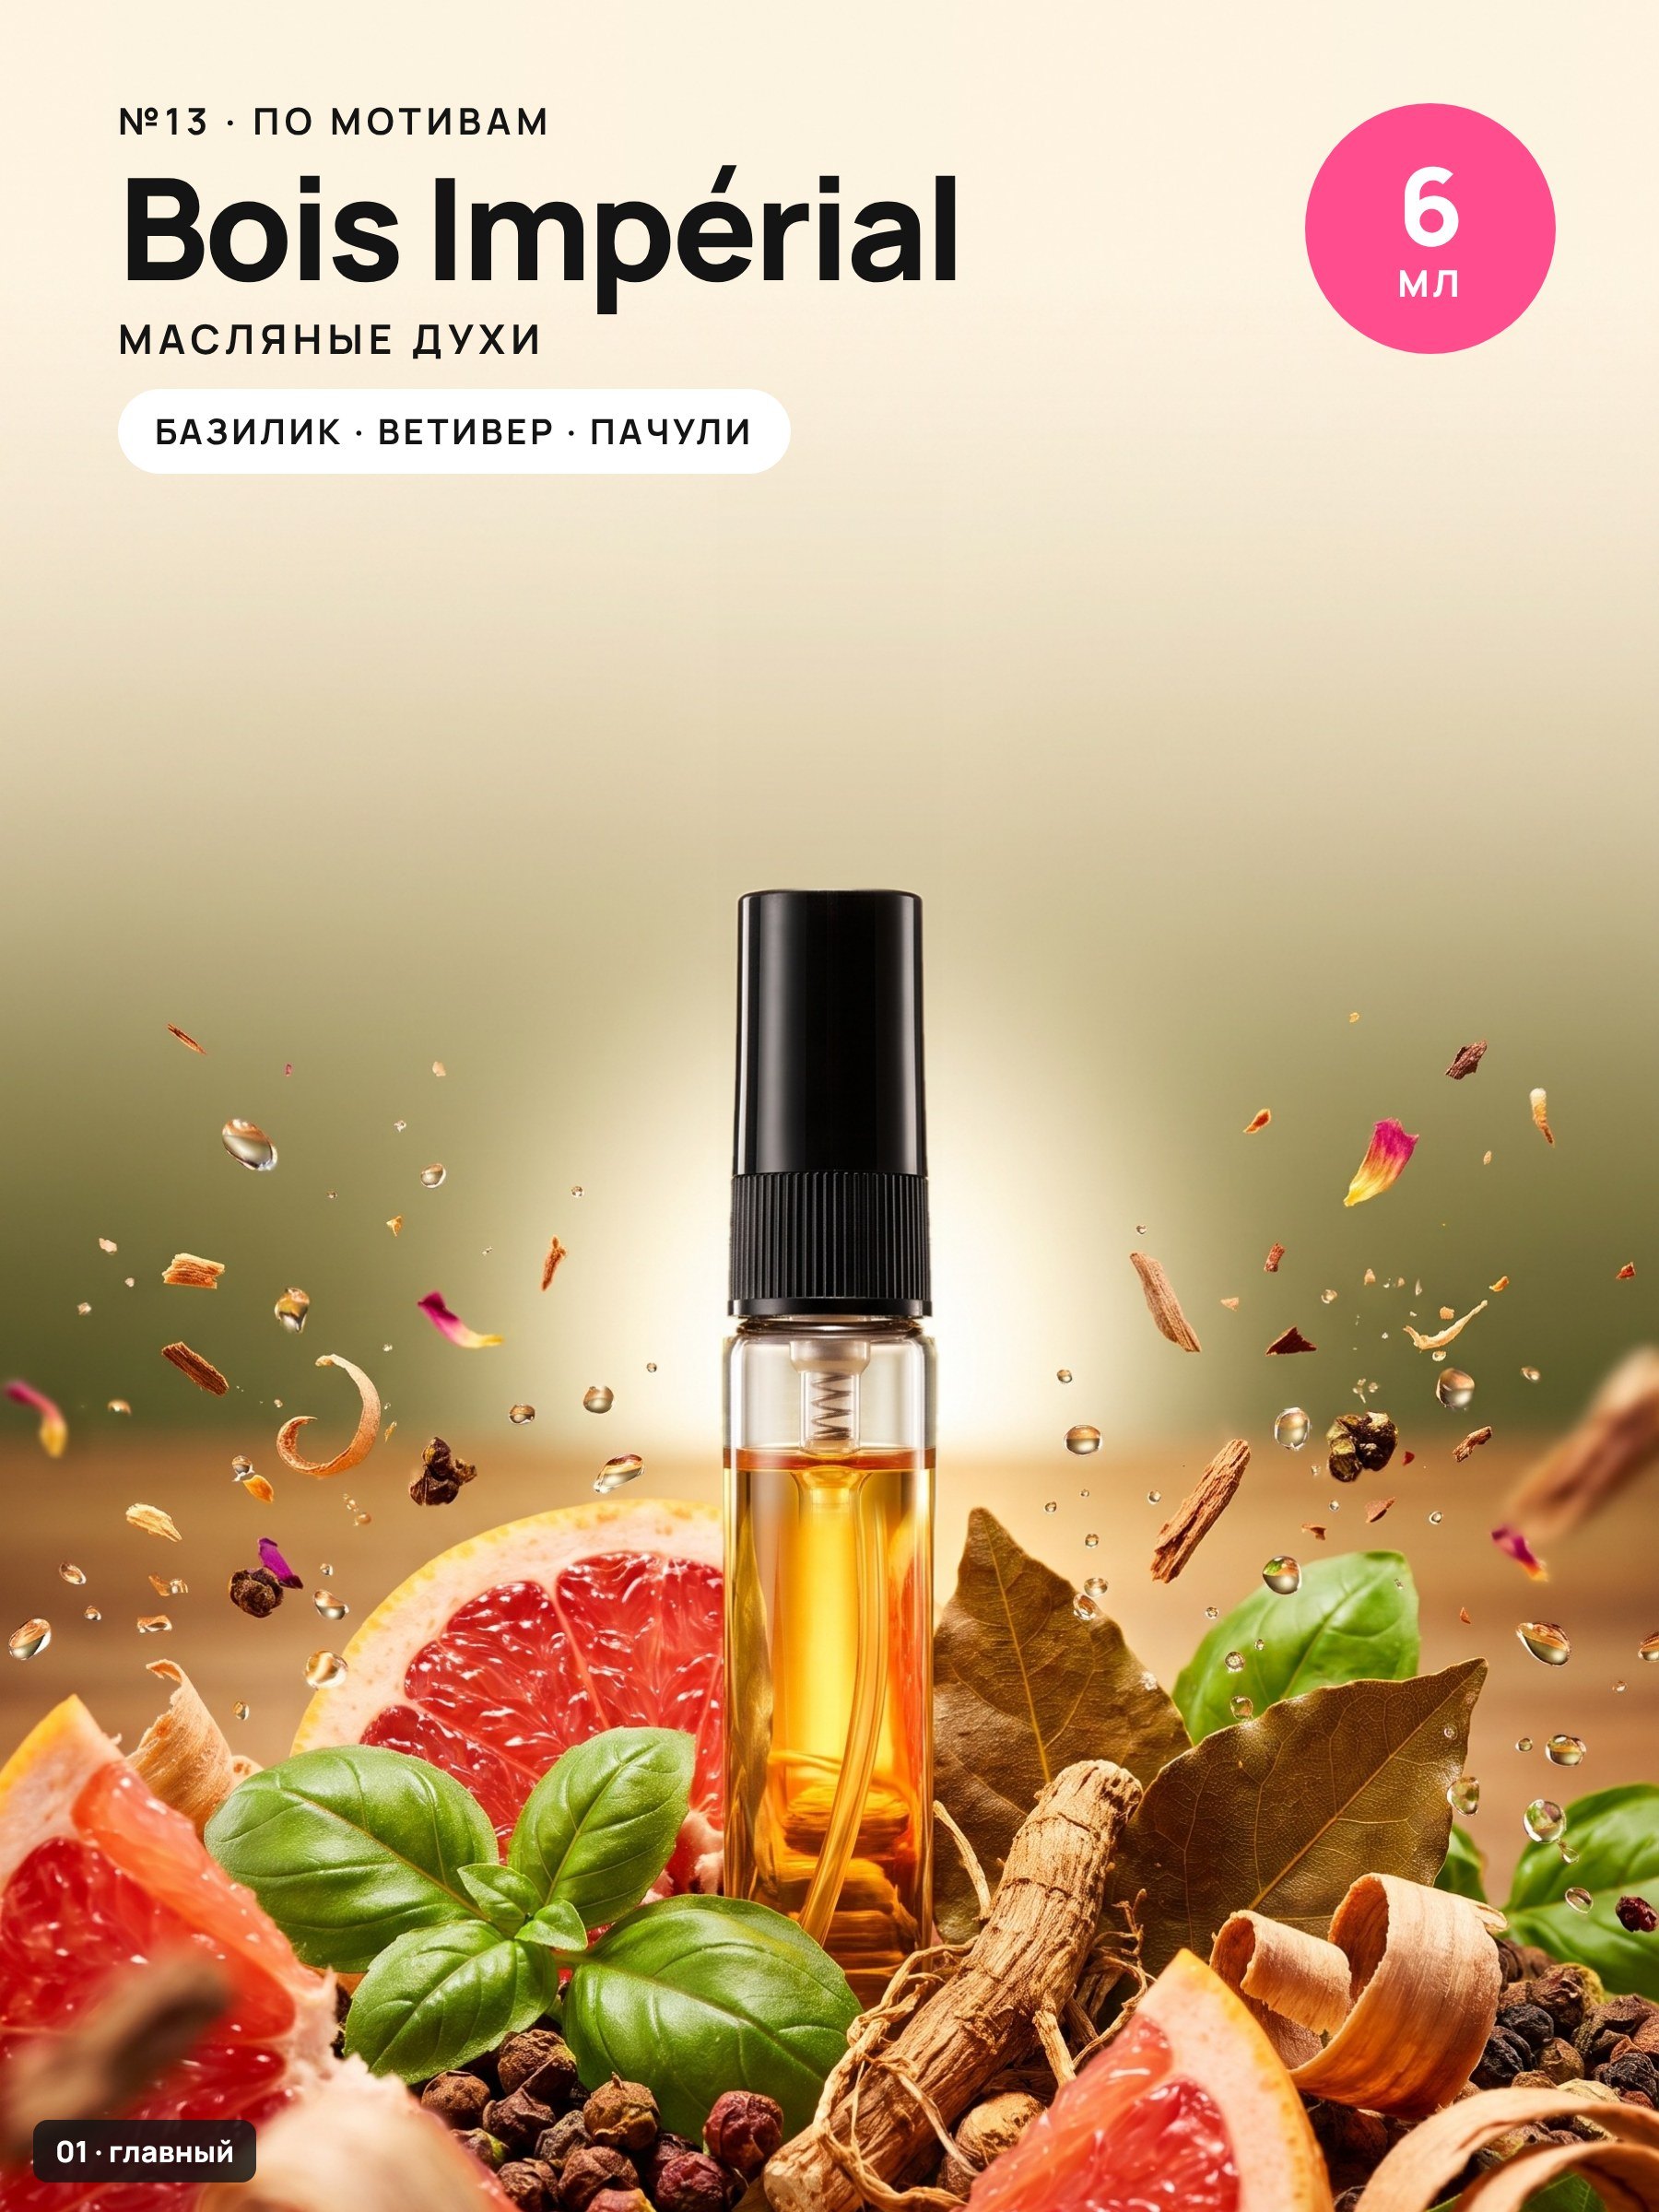 №13 · ПО МОТИВАМ
Bois Impérial
МАСЛЯНЫЕ ДУХИ
БАЗИЛИК · ВЕТИВЕР · ПАЧУЛИ
6
МЛ
01 · главный